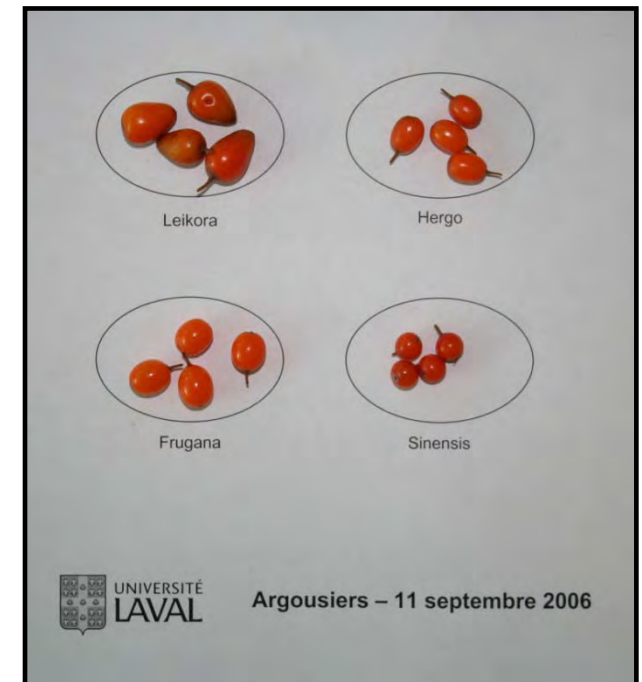 Leikora
Hergo
Frugana
Sinensis
UNIVERSITÉ
LAVAL
Argousiers – 11 septembre 2006